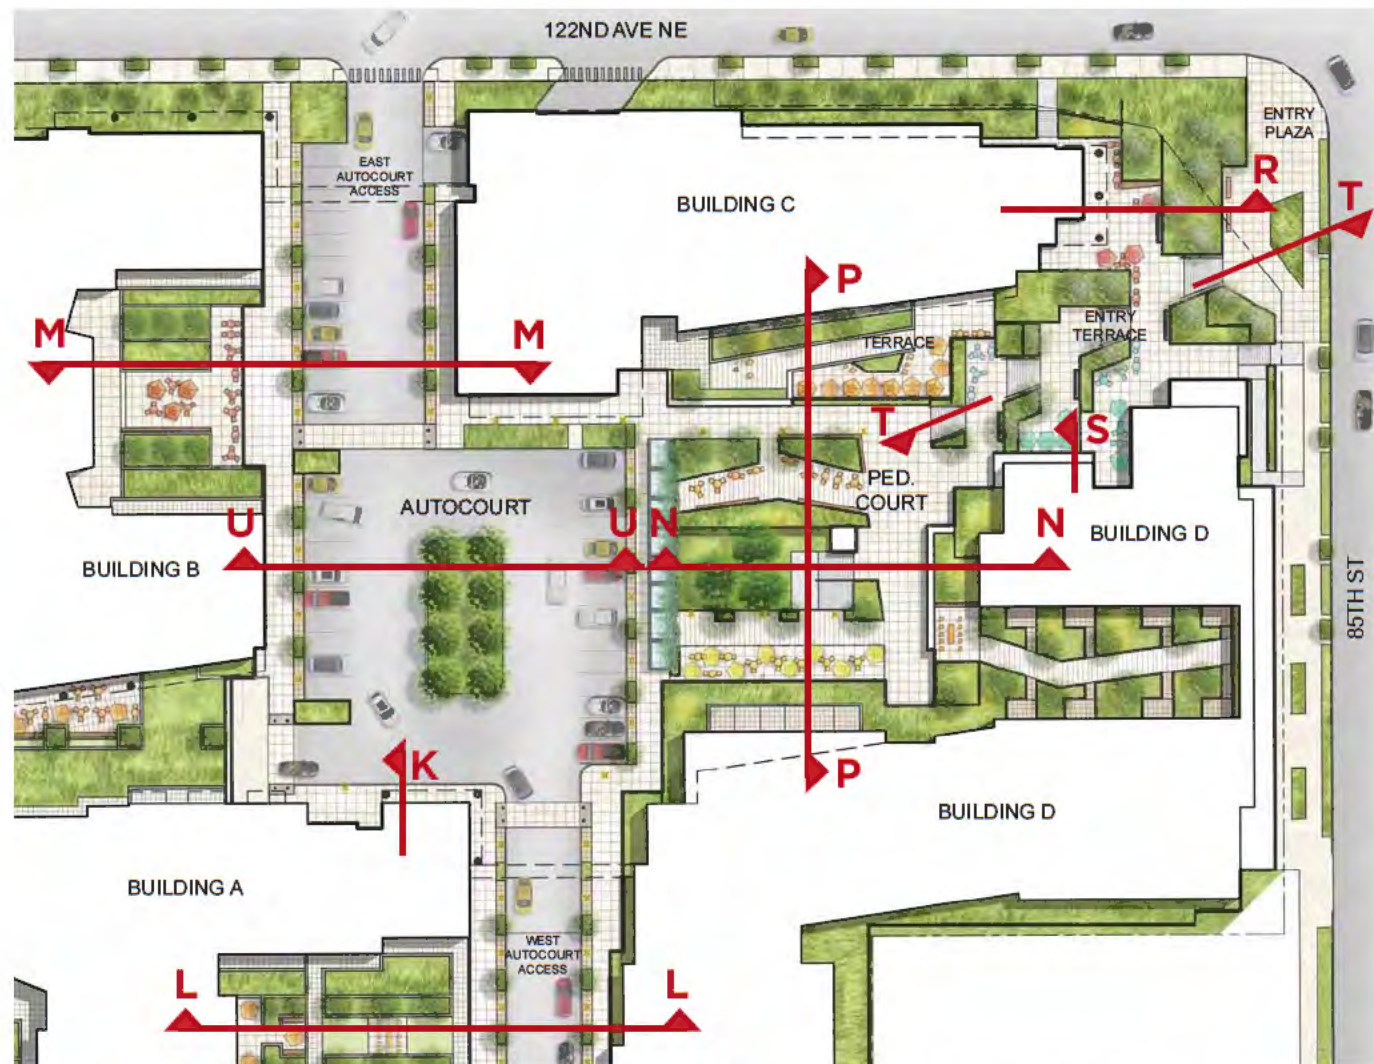 122ND AVE NE
ENTRY
PLAZA
EAST
AUTOCOURT
ACCESS
R
T
BUILDING C
P
M
M
ENTRY
TERRACE
TERRACE
T
S
PED.
COURT
AUTOCOURT
U
U
N
N
BUILDING D
BUILDING B
85TH ST
K
P
BUILDING D
BUILDING A
WEST
AUTOCOURT
ACCESS
L
L